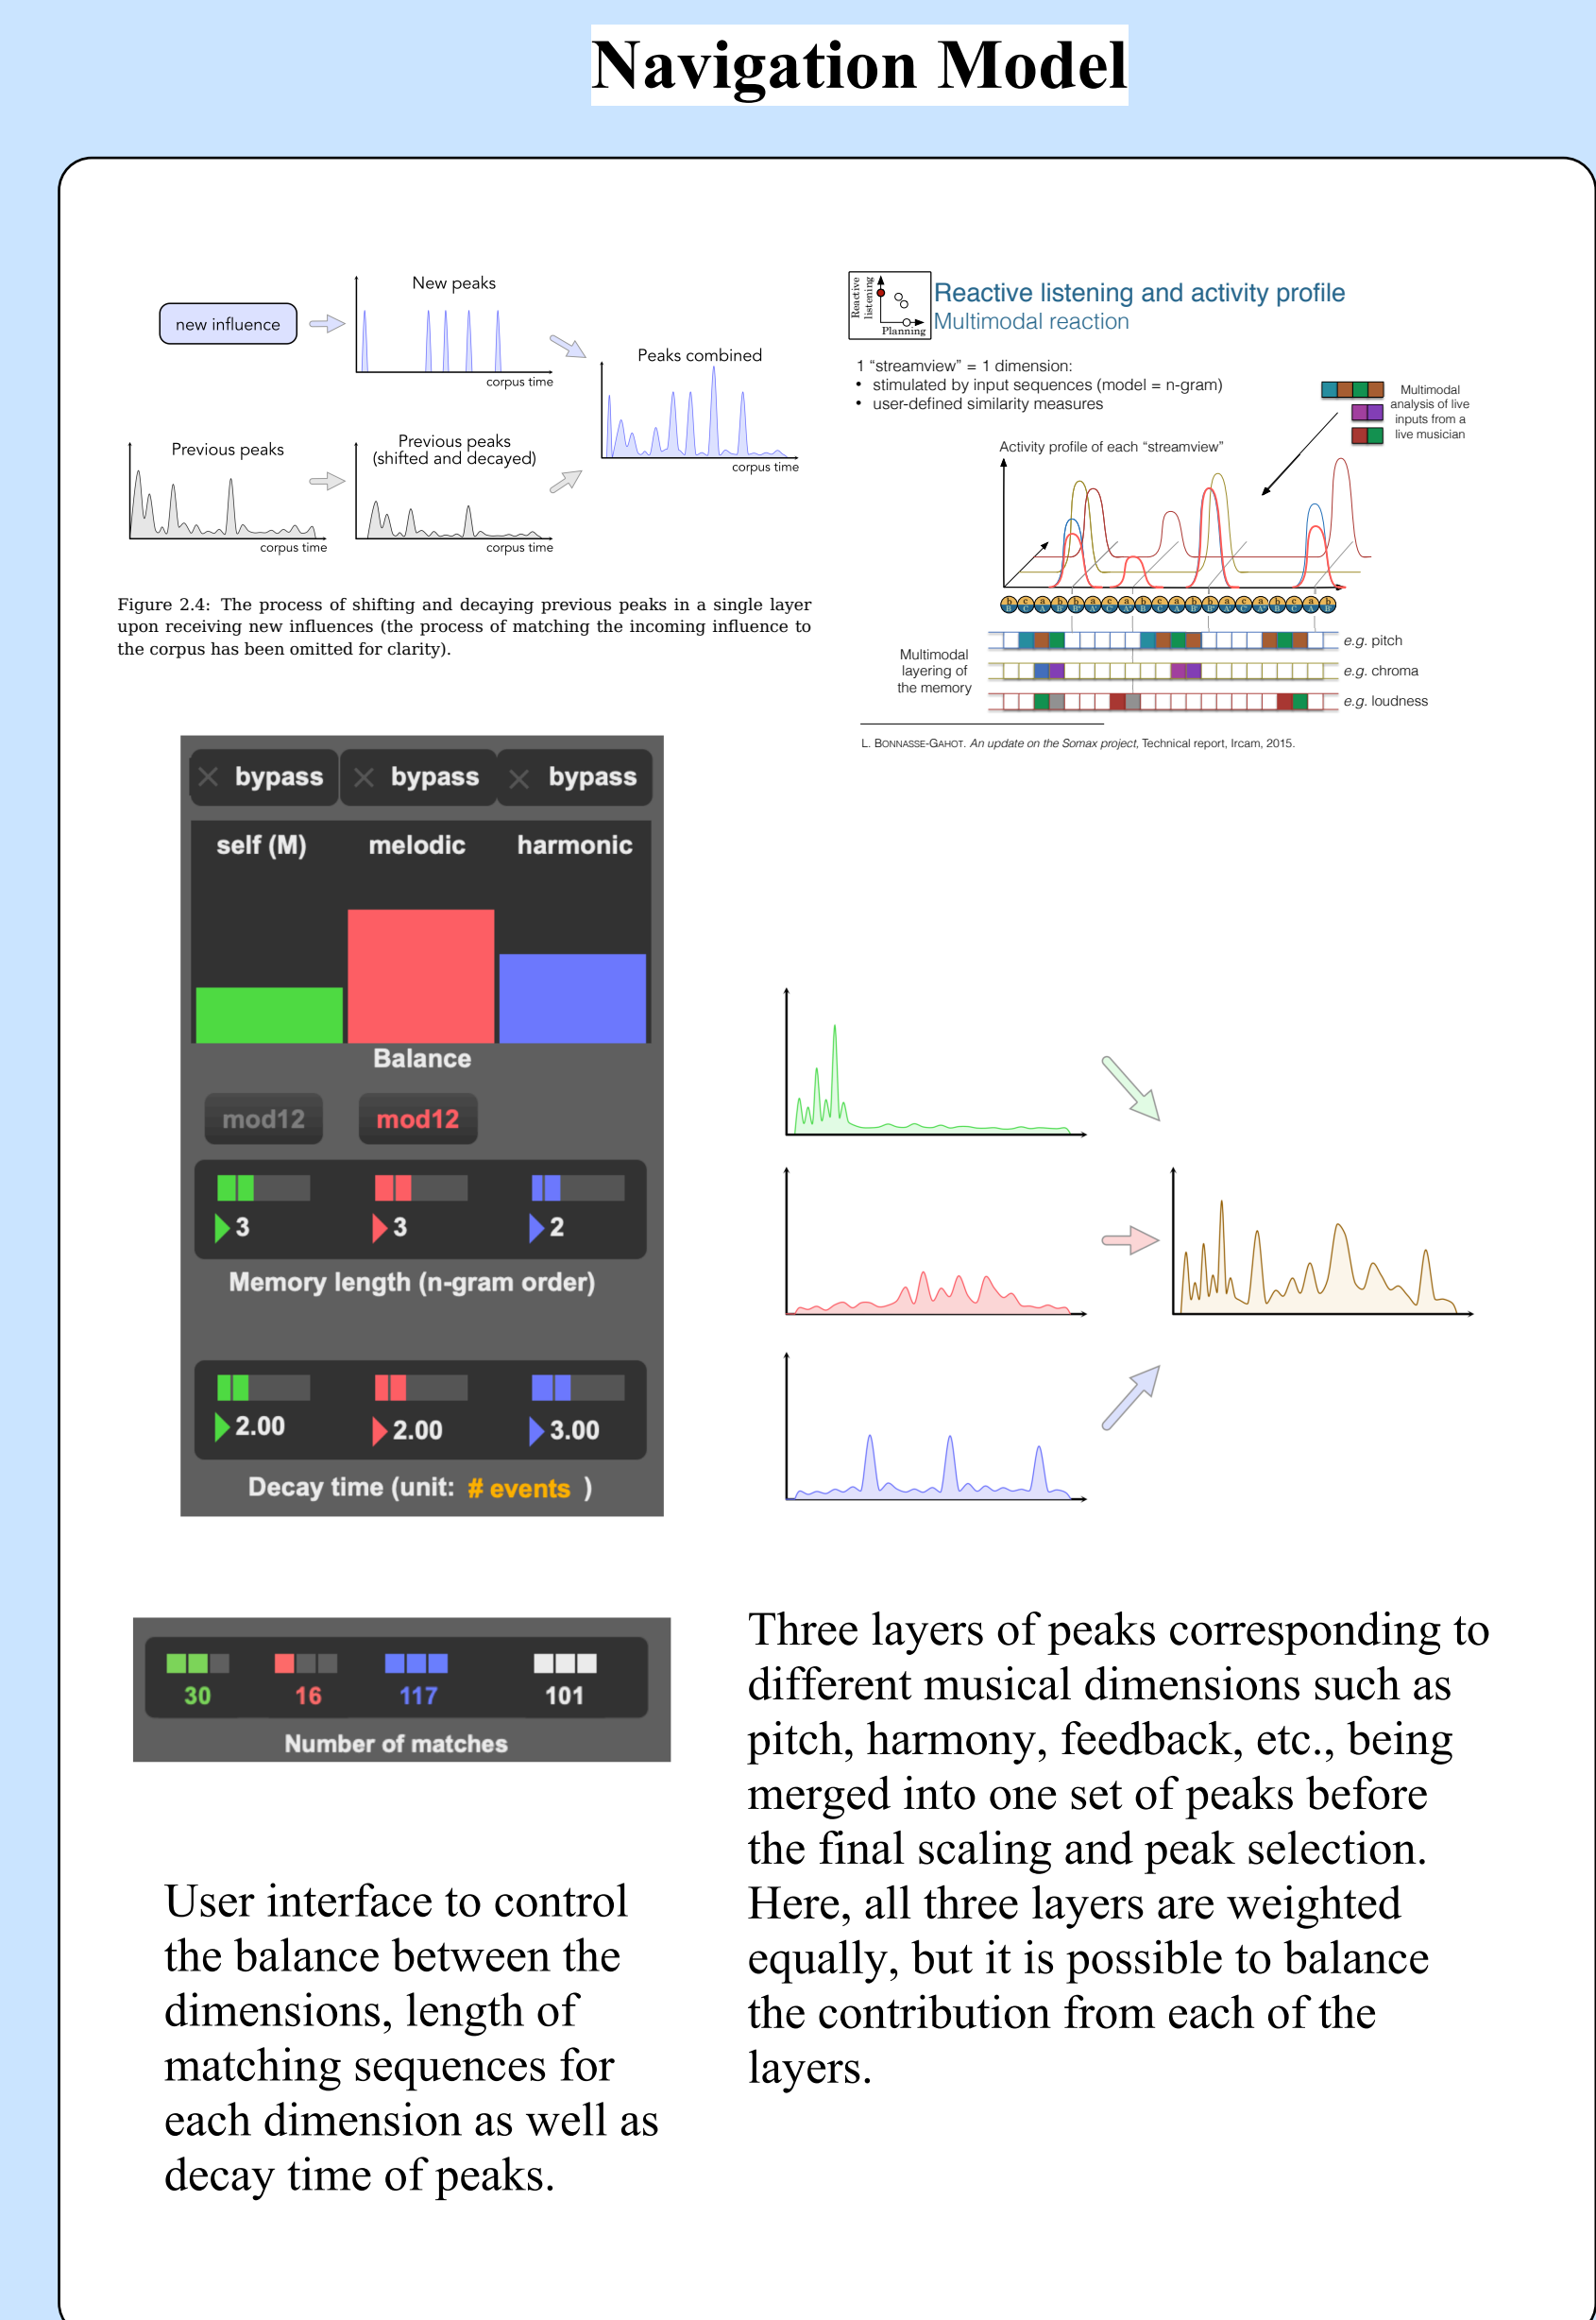 Navigation Model
new influence
New peaks
corpus time
Previous peaks
corpus time
Previous peaks
(shifted and decayed)
corpus time
Peaks combined
corpus time
Figure 2.4: The process of shifting and decaying previous peaks in a single layer
upon receiving new influences (the process of matching the incoming influence to
the corpus has been omitted for clarity).
Reactive
listening
Planning
Reactive listening and activity profile
Multimodal reaction
1 “streamview” = 1 dimension:
• stimulated by input sequences (model = n-gram)
• user-defined similarity measures
Multimodal
analysis of live
inputs from a
live musician
Activity profile of each “streamview”
Multimodal
layering of
the memory
e.g. pitch
e.g. chroma
e.g. loudness
L. Bonnasse-Gahot. An update on the Somax project, Technical report, Ircam, 2015.
bypass bypass bypass
self (M) melodic harmonic
Balance
mod12 mod12
3 3 2
Memory length (n-gram order)
2.00 2.00 3.00
Decay time (unit: # events )
30 16 117 101
Number of matches
User interface to control
the balance between the
dimensions, length of
matching sequences for
each dimension as well as
decay time of peaks.
Three layers of peaks corresponding to
different musical dimensions such as
pitch, harmony, feedback, etc., being
merged into one set of peaks before
the final scaling and peak selection.
Here, all three layers are weighted
equally, but it is possible to balance
the contribution from each of the
layers.